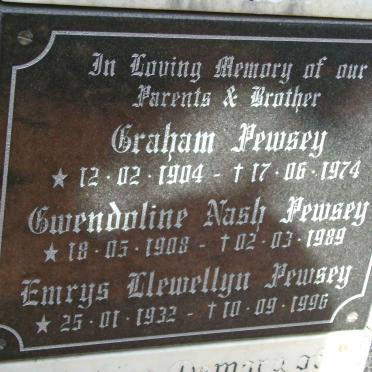 In Loving Memory of our
Parents & Brother
Graham Pewsey
★ 12·02·1904 - †17·06·1974
Gwendoline Nash Pewsey
★ 18·05·1908 - †02·03·1989
Emrys Llewellyn Pewsey
★ 25·01·1932 - †10·09·1996